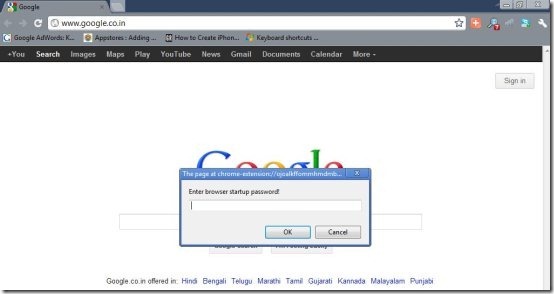 Google
www.google.co.in
Google AdWords: K... Appstores : Adding ... How to Create iPhon... Keyboard shortcuts ...
+You Search Images Maps Play YouTube News Gmail Documents Calendar More
Sign in
Google
The page at chrome-extension://
Enter browser startup password!
OK Cancel
Google.co.in offered in: Hindi Bengali Telugu Marathi Tamil Gujarati Kannada Malayalam Punjabi